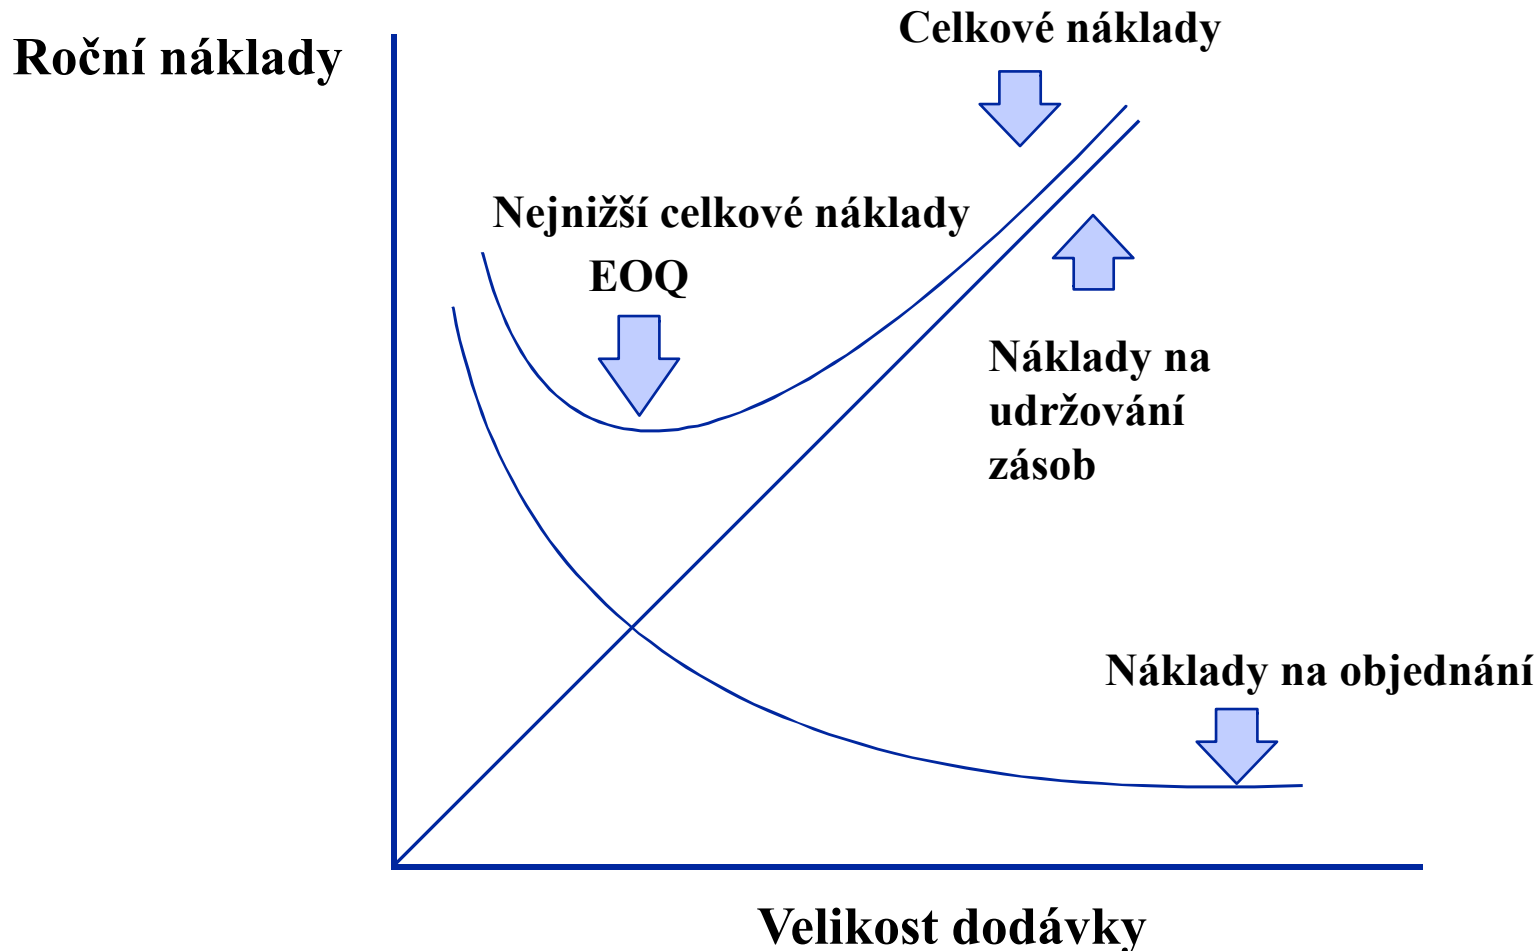 Celkové náklady
Roční náklady
Nejnižší celkové náklady
EOQ
Náklady na
udržování
zásob
Náklady na objednání
Velikost dodávky